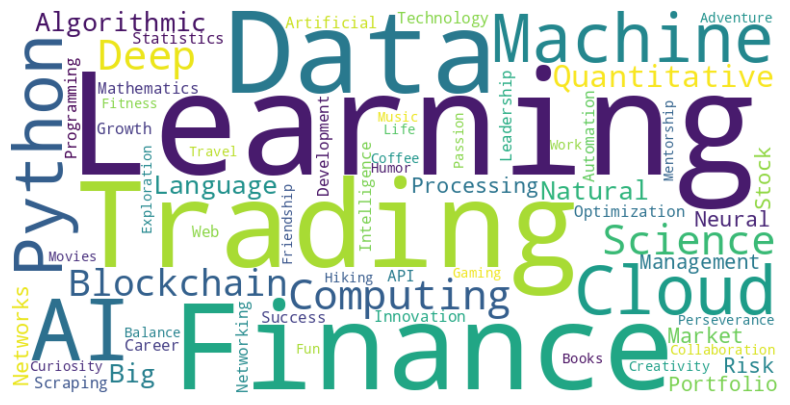 Algorithmic
Artificial
Technology
Adventure
Statistics
Data
Machine
Deep
Python
Programming
Learning
Quantitative
Mathematics
Fitness
Growth
Development
Music
Life
Leadership
Passion
Work
Automation
Mentorship
Stock
Travel
Coffee
Humor
Exploration
Language
Trading
Intelligence
Processing
Natural
Optimization
Neural
Friendship
Web
Science
Movies
Management
Blockchain
Hiking
API
Gaming
Computing
Cloud
Networks
AI
Networking
Success
Innovation
Perseverance
Balance
Career
Finance
Market
Fun
Books
Collaboration
Curiosity
Scraping
Big
Creativity
Risk
Portfolio